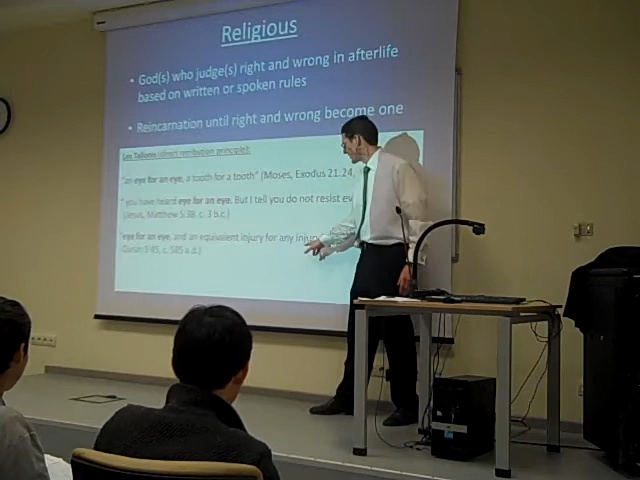 Religious
• God(s) who judge(s) right and wrong in afterlife
based on written or spoken rules
• Reincarnation until right and wrong become one
Lex Talionis (direct retribution principle):
"an eye for an eye, a tooth for a tooth" (Moses, Exodus 21.24,
" you have heard eye for an eye. But I tell you do not resist
(Jesus, Matthew 5:38. c. 3 b.c.)
"eye for an eye, and an equivalent injury for any
Quran 5:45, c. 585 a.d.)